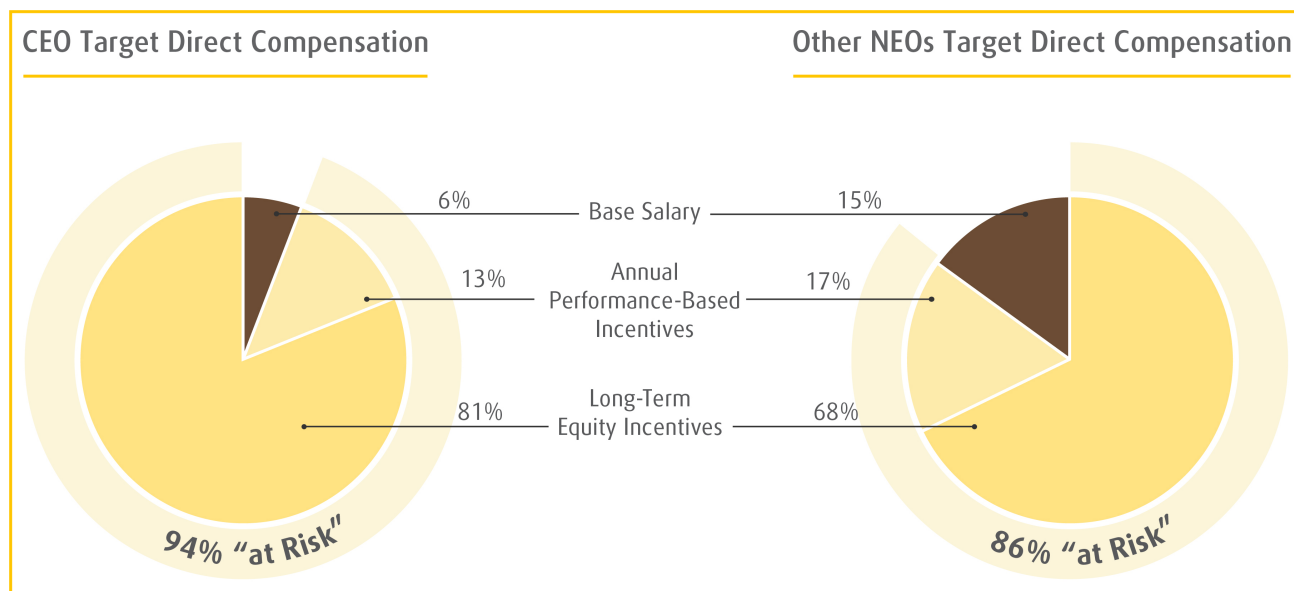 CEO Target Direct Compensation
Other NEOs Target Direct Compensation
6%
Base Salary
15%
13%
Annual
Performance-Based
Incentives
17%
81%
Long-Term
Equity Incentives
68%
94% “at Risk”
86% “at Risk”